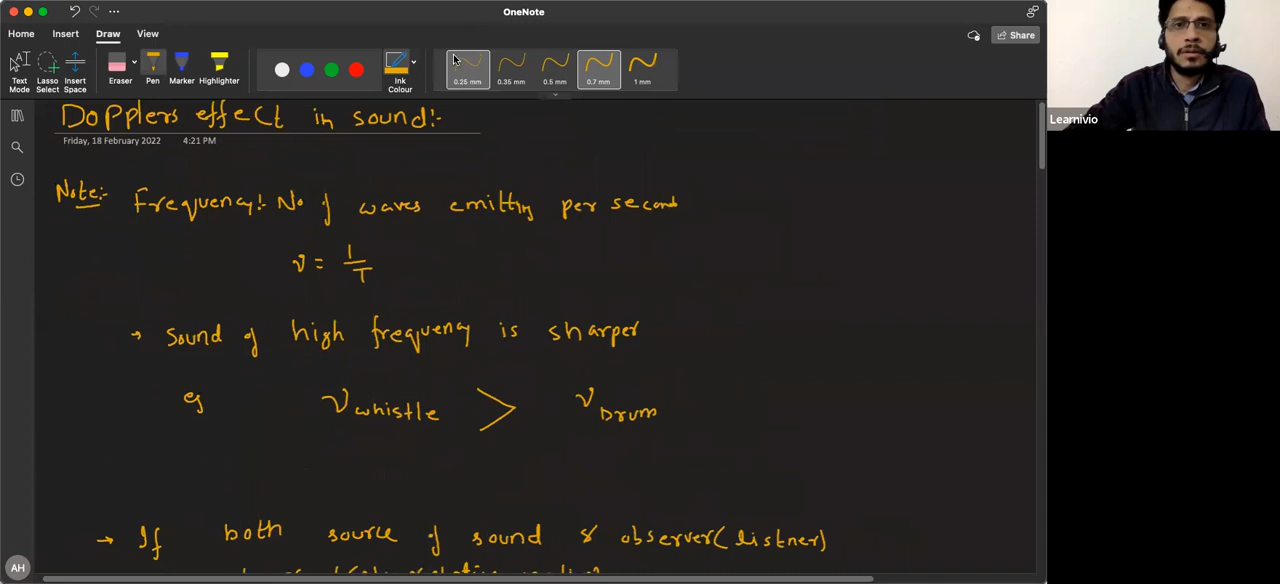 OneNote
Home Insert Draw View
Share
Text Mode Lasso Select Insert Space Eraser Pen Marker Highlighter Ink Colour 0.25 mm 0.35 mm 0.5 mm 0.7 mm 1 mm
Learnivio
Dopplers effect in sound:-
Friday, 18 February 2022 4:21 PM
Note:- Frequency:- No of waves emitting per second
ν = 1/T
→ Sound of high frequency is sharper
eg ν whistle > ν Drum
→ If both source of sound & observer(listner)
AH